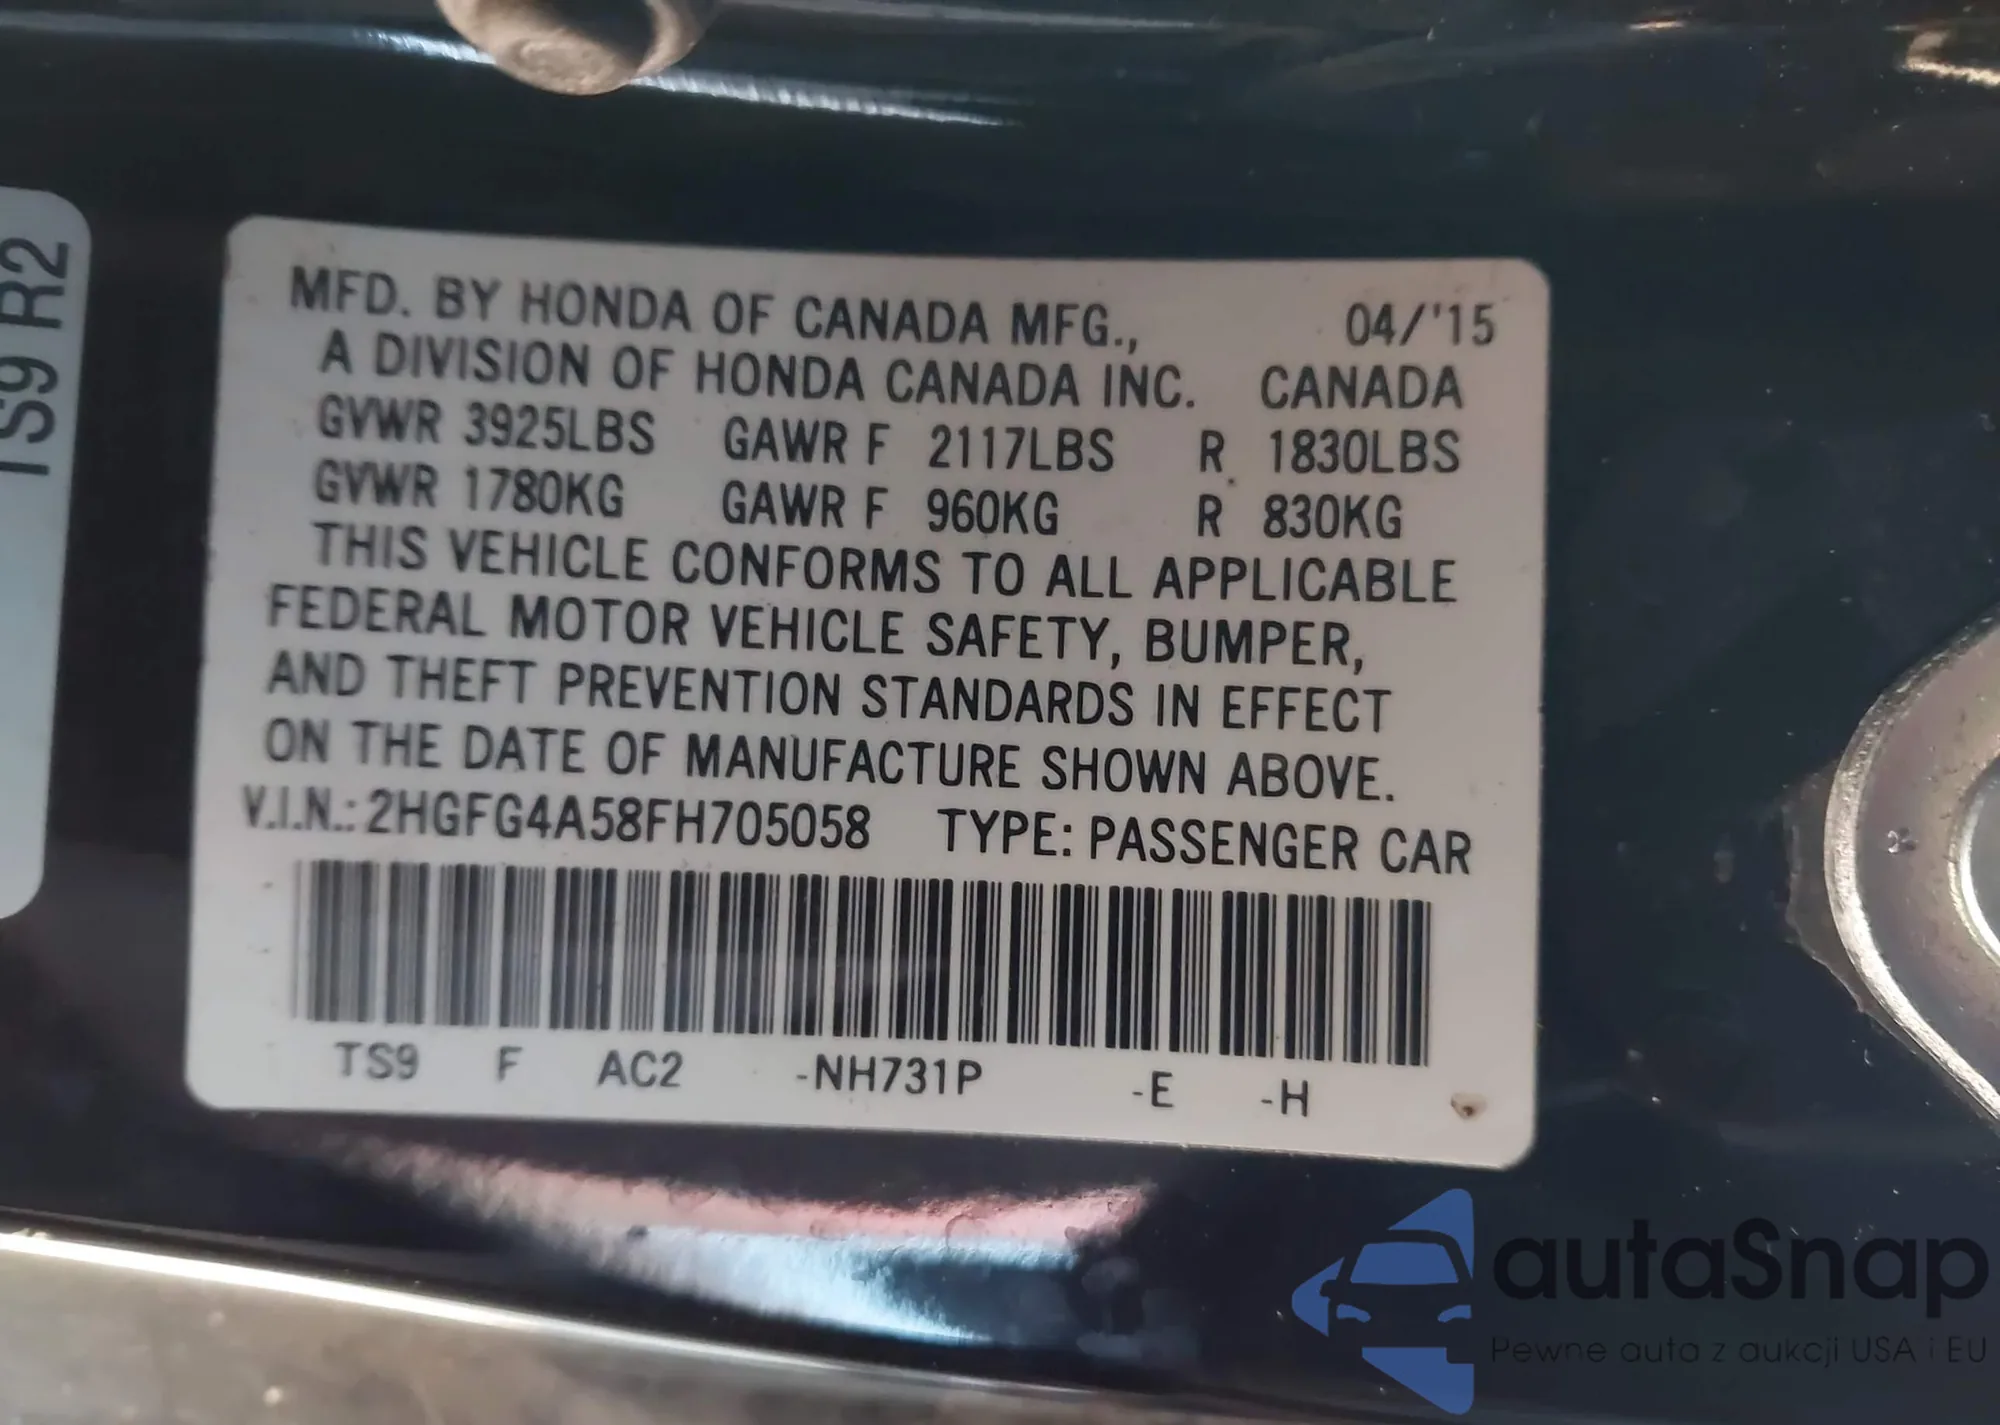 TS9 R2
MFD. BY HONDA OF CANADA MFG., 04/'15
A DIVISION OF HONDA CANADA INC. CANADA
GVWR 3925LBS GAWR F 2117LBS R 1830LBS
GVWR 1780KG GAWR F 960KG R 830KG
THIS VEHICLE CONFORMS TO ALL APPLICABLE
FEDERAL MOTOR VEHICLE SAFETY, BUMPER,
AND THEFT PREVENTION STANDARDS IN EFFECT
ON THE DATE OF MANUFACTURE SHOWN ABOVE.
V.I.N.: 2HGFG4A58FH705058 TYPE: PASSENGER CAR
TS9 F AC2 -NH731P -E -H
autaSnap
Pewne auta z aukcji USA i EU